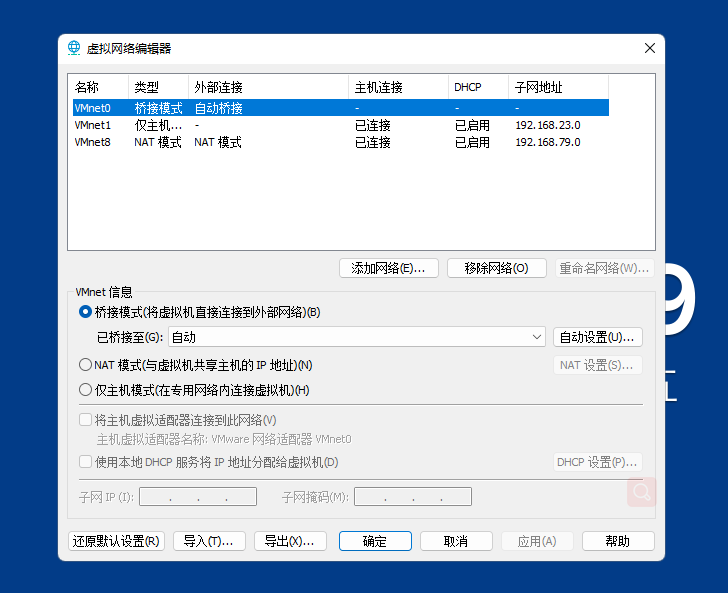 虚拟网络编辑器
名称 类型 外部连接 主机连接 DHCP 子网地址
VMnet0 桥接模式 自动桥接 - - -
VMnet1 仅主机... - 已连接 已启用 192.168.23.0
VMnet8 NAT 模式 NAT 模式 已连接 已启用 192.168.79.0
添加网络(E)... 移除网络(O) 重命名网络(W)...
9
VMnet 信息
桥接模式(将虚拟机直接连接到外部网络)(B)
已桥接至(G): 自动 自动设置(U)...
NAT 模式(与虚拟机共享主机的 IP 地址)(N) NAT 设置(S)...
仅主机模式(在专用网络内连接虚拟机)(H)
将主机虚拟适配器连接到此网络(V)
主机虚拟适配器名称: VMware 网络适配器 VMnet0
使用本地 DHCP 服务将 IP 地址分配给虚拟机(D) DHCP 设置(P)...
子网 IP (I): . . . 子网掩码(M): . . .
还原默认设置(R) 导入(T)... 导出(X)... 确定 取消 应用(A) 帮助